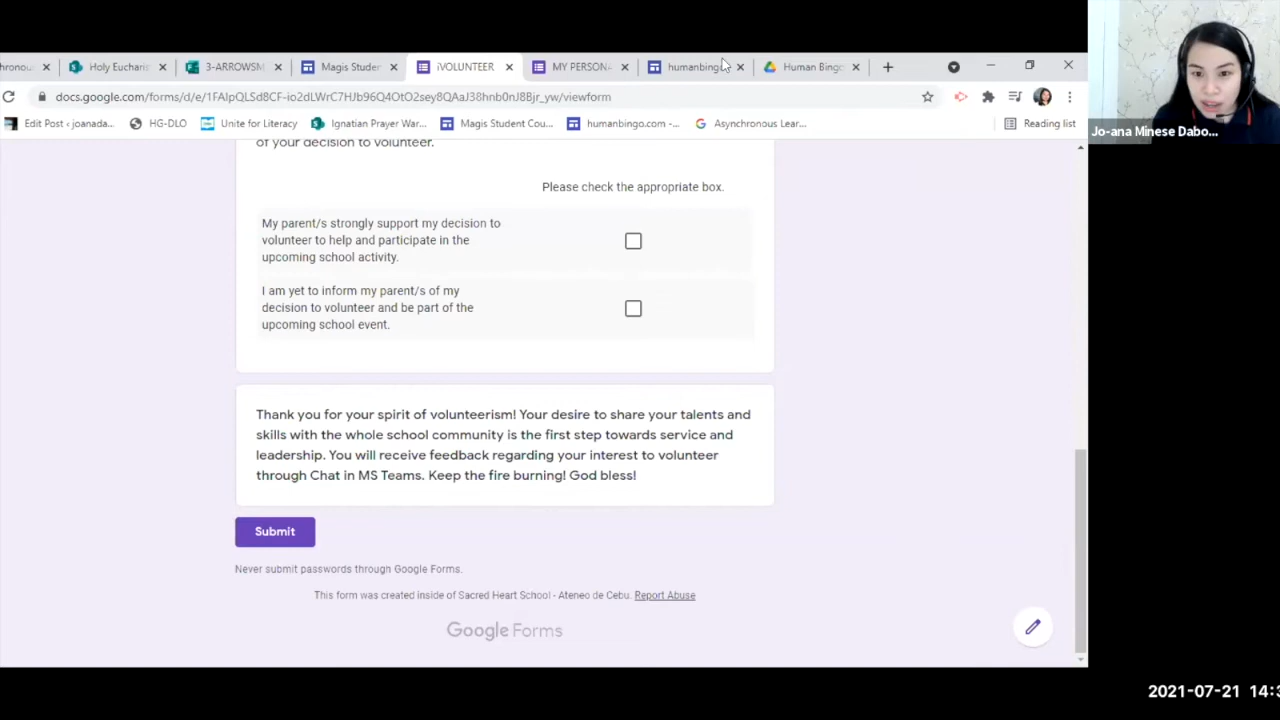 chronou
Holy Eucharis
3-ARROWSM
Magis Studen
iVOLUNTEER
MY PERSONA
humanbing
Human Bingo
docs.google.com/forms/d/e/1FAIpQLSd8CF-io2dLWrC7HJb96Q4OtO2sey8QAaJ38hnb0nJ8Bjr_yw/viewform
Edit Post ‹ joanada...
HG-DLO
Unite for Literacy
Ignatian Prayer War...
Magis Student Cou...
humanbingo.com -...
Asynchronous Lear...
Reading list
Jo-ana Minese Dabo...
of your decision to volunteer.
Please check the appropriate box.
My parent/s strongly support my decision to
volunteer to help and participate in the
upcoming school activity.
I am yet to inform my parent/s of my
decision to volunteer and be part of the
upcoming school event.
Thank you for your spirit of volunteerism! Your desire to share your talents and
skills with the whole school community is the first step towards service and
leadership. You will receive feedback regarding your interest to volunteer
through Chat in MS Teams. Keep the fire burning! God bless!
Submit
Never submit passwords through Google Forms.
This form was created inside of Sacred Heart School - Ateneo de Cebu. Report Abuse
Google Forms
2021-07-21 14:3